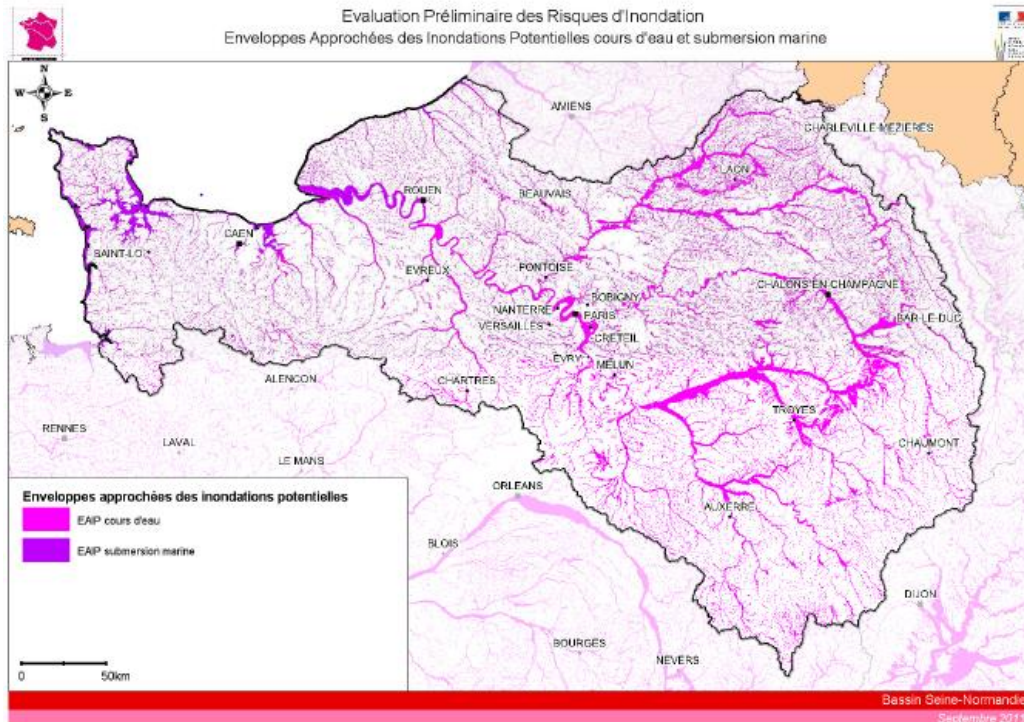 Evaluation Préliminaire des Risques d'Inondation
Enveloppes Approchées des Inondations Potentielles cours d'eau et submersion marine
N
W E
S
AMIENS
CHARLEVILLE-MEZIERES
LAON
ROUEN
BEAUVAIS
CAEN
SAINT-LO
EVREUX
PONTOISE
CHALONS-EN-CHAMPAGNE
BOBIGNY
NANTERRE
PARIS
BAR-LE-DUC
VERSAILLES
CRETEIL
EVRY
MELUN
ALENCON
CHARTRES
TROYES
RENNES
LAVAL
CHAUMONT
LE MANS
ORLEANS
Enveloppes approchées des inondations potentielles
EAIP cours d'eau
EAIP submersion marine
AUXERRE
BLOIS
DIJON
BOURGES
NEVERS
0 50km
Bassin Seine-Normandie
Septembre